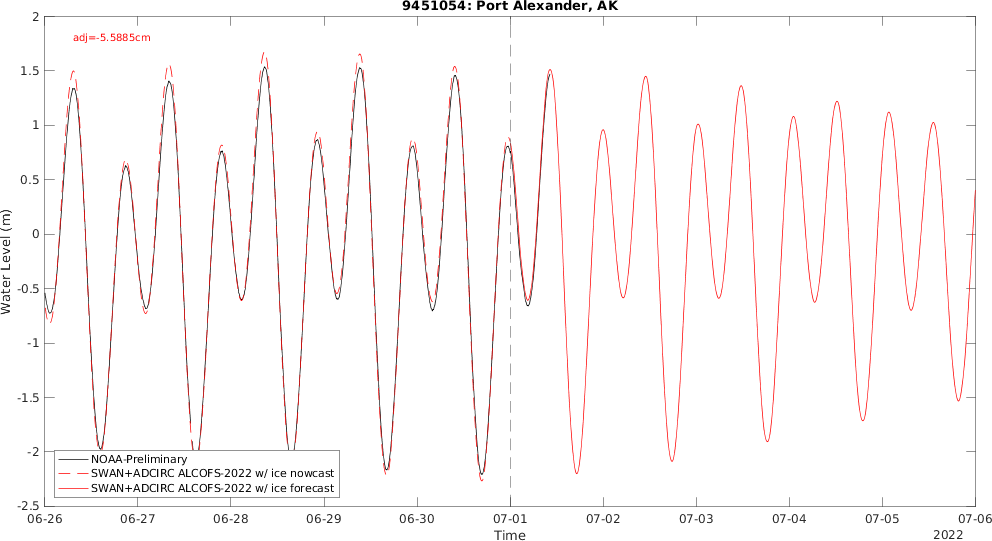 9451054: Port Alexander, AK
adj=-5.5885cm
Water Level (m)
2
1.5
1
0.5
0
-0.5
-1
-1.5
-2
-2.5
NOAA-Preliminary
SWAN+ADCIRC ALCOFS-2022 w/ ice nowcast
SWAN+ADCIRC ALCOFS-2022 w/ ice forecast
06-26 06-27 06-28 06-29 06-30 07-01 07-02 07-03 07-04 07-05 07-06
Time
2022